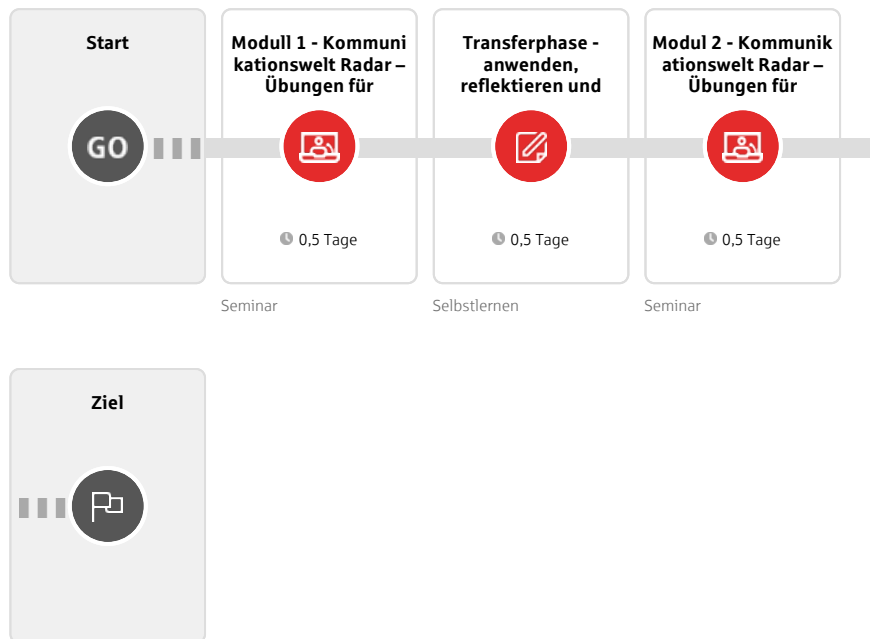 Start
Modull 1 - Kommuni
kationswelt Radar –
Übungen für
Transferphase -
anwenden,
reflektieren und
Modul 2 - Kommunik
ationswelt Radar –
Übungen für
GO
0,5 Tage
0,5 Tage
0,5 Tage
Seminar
Selbstlernen
Seminar
Ziel